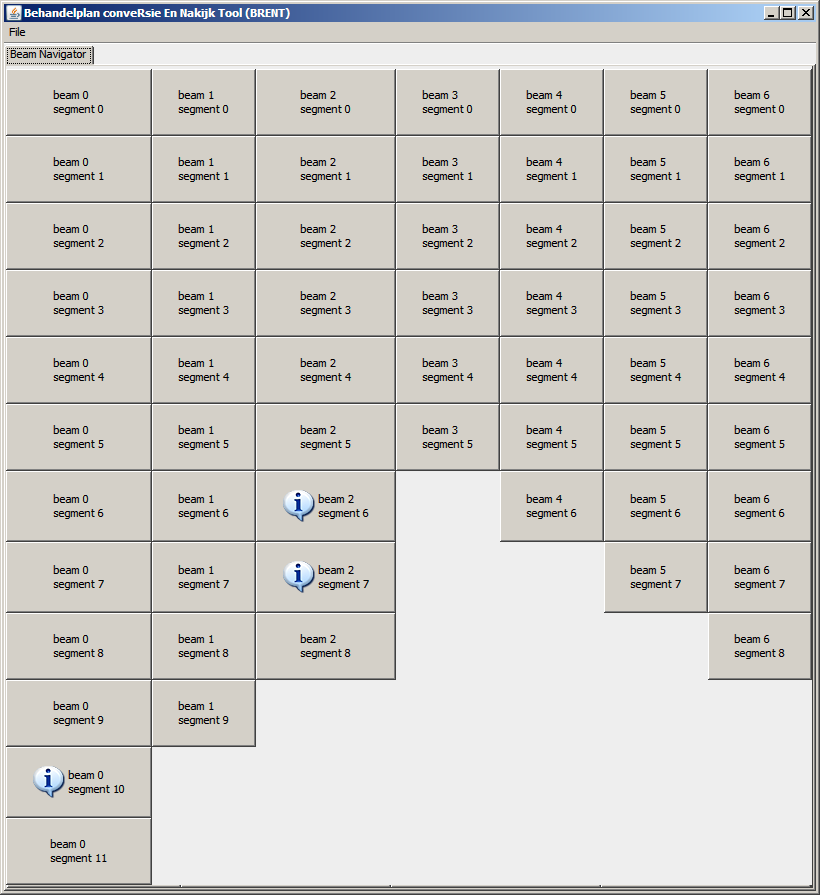 Behandelplan conveRsie En Nakijk Tool (BRENT)
File
Beam Navigator
beam 0
segment 0
beam 1
segment 0
beam 2
segment 0
beam 3
segment 0
beam 4
segment 0
beam 5
segment 0
beam 6
segment 0
beam 0
segment 1
beam 1
segment 1
beam 2
segment 1
beam 3
segment 1
beam 4
segment 1
beam 5
segment 1
beam 6
segment 1
beam 0
segment 2
beam 1
segment 2
beam 2
segment 2
beam 3
segment 2
beam 4
segment 2
beam 5
segment 2
beam 6
segment 2
beam 0
segment 3
beam 1
segment 3
beam 2
segment 3
beam 3
segment 3
beam 4
segment 3
beam 5
segment 3
beam 6
segment 3
beam 0
segment 4
beam 1
segment 4
beam 2
segment 4
beam 3
segment 4
beam 4
segment 4
beam 5
segment 4
beam 6
segment 4
beam 0
segment 5
beam 1
segment 5
beam 2
segment 5
beam 3
segment 5
beam 4
segment 5
beam 5
segment 5
beam 6
segment 5
beam 0
segment 6
beam 1
segment 6
beam 2
segment 6
beam 4
segment 6
beam 5
segment 6
beam 6
segment 6
beam 0
segment 7
beam 1
segment 7
beam 2
segment 7
beam 5
segment 7
beam 6
segment 7
beam 0
segment 8
beam 1
segment 8
beam 2
segment 8
beam 6
segment 8
beam 0
segment 9
beam 1
segment 9
beam 0
segment 10
beam 0
segment 11